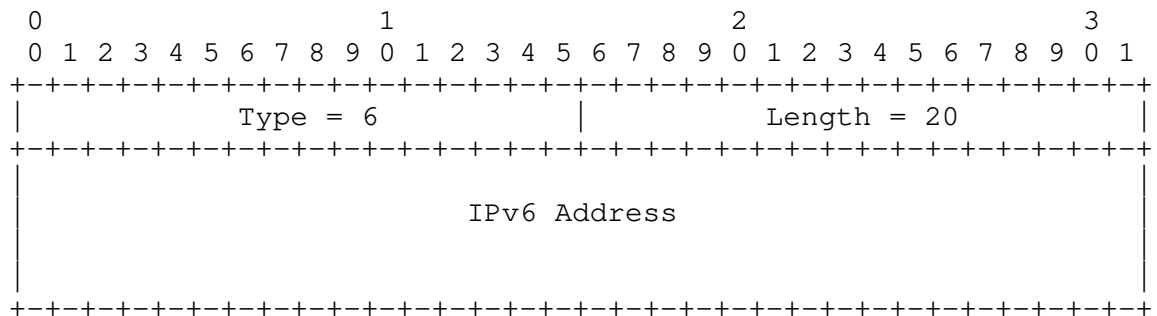 0                   1                   2                   3
 0 1 2 3 4 5 6 7 8 9 0 1 2 3 4 5 6 7 8 9 0 1 2 3 4 5 6 7 8 9 0 1
+-+-+-+-+-+-+-+-+-+-+-+-+-+-+-+-+-+-+-+-+-+-+-+-+-+-+-+-+-+-+-+-+
|            Type = 6           |          Length = 20          |
+-+-+-+-+-+-+-+-+-+-+-+-+-+-+-+-+-+-+-+-+-+-+-+-+-+-+-+-+-+-+-+-+
|                                                               |
|                         IPv6 Address                          |
|                                                               |
|                                                               |
+-+-+-+-+-+-+-+-+-+-+-+-+-+-+-+-+-+-+-+-+-+-+-+-+-+-+-+-+-+-+-+-+